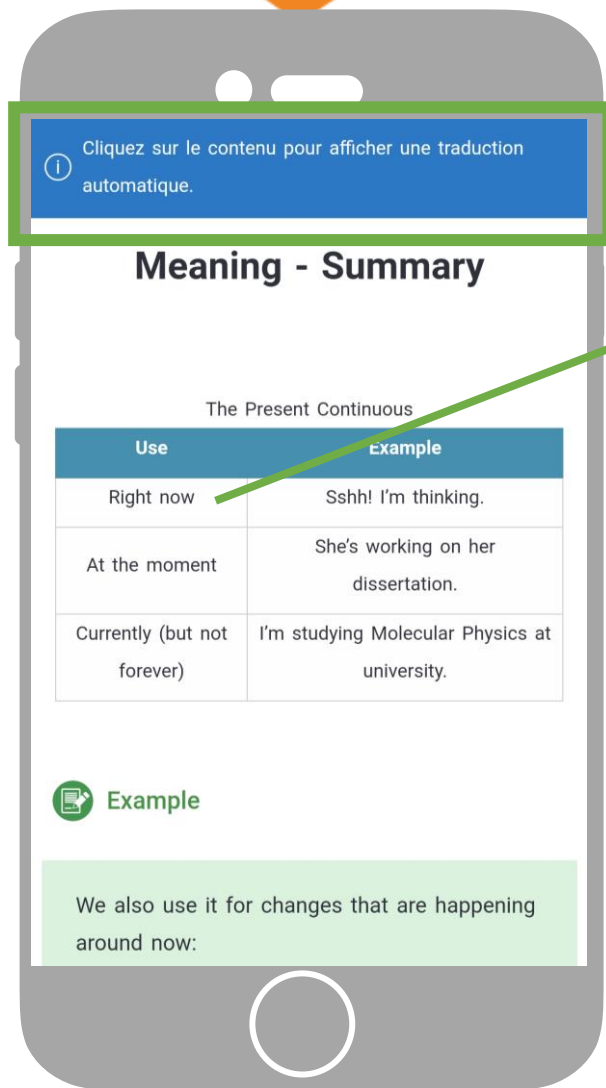 Cliquez sur le contenu pour afficher une traduction
automatique.
Meaning - Summary
The Present Continuous
Use Example
Right now Sshh! I'm thinking.
At the moment She's working on her
dissertation.
Currently (but not I'm studying Molecular Physics at
forever) university.
Example
We also use it for changes that are happening
around now: